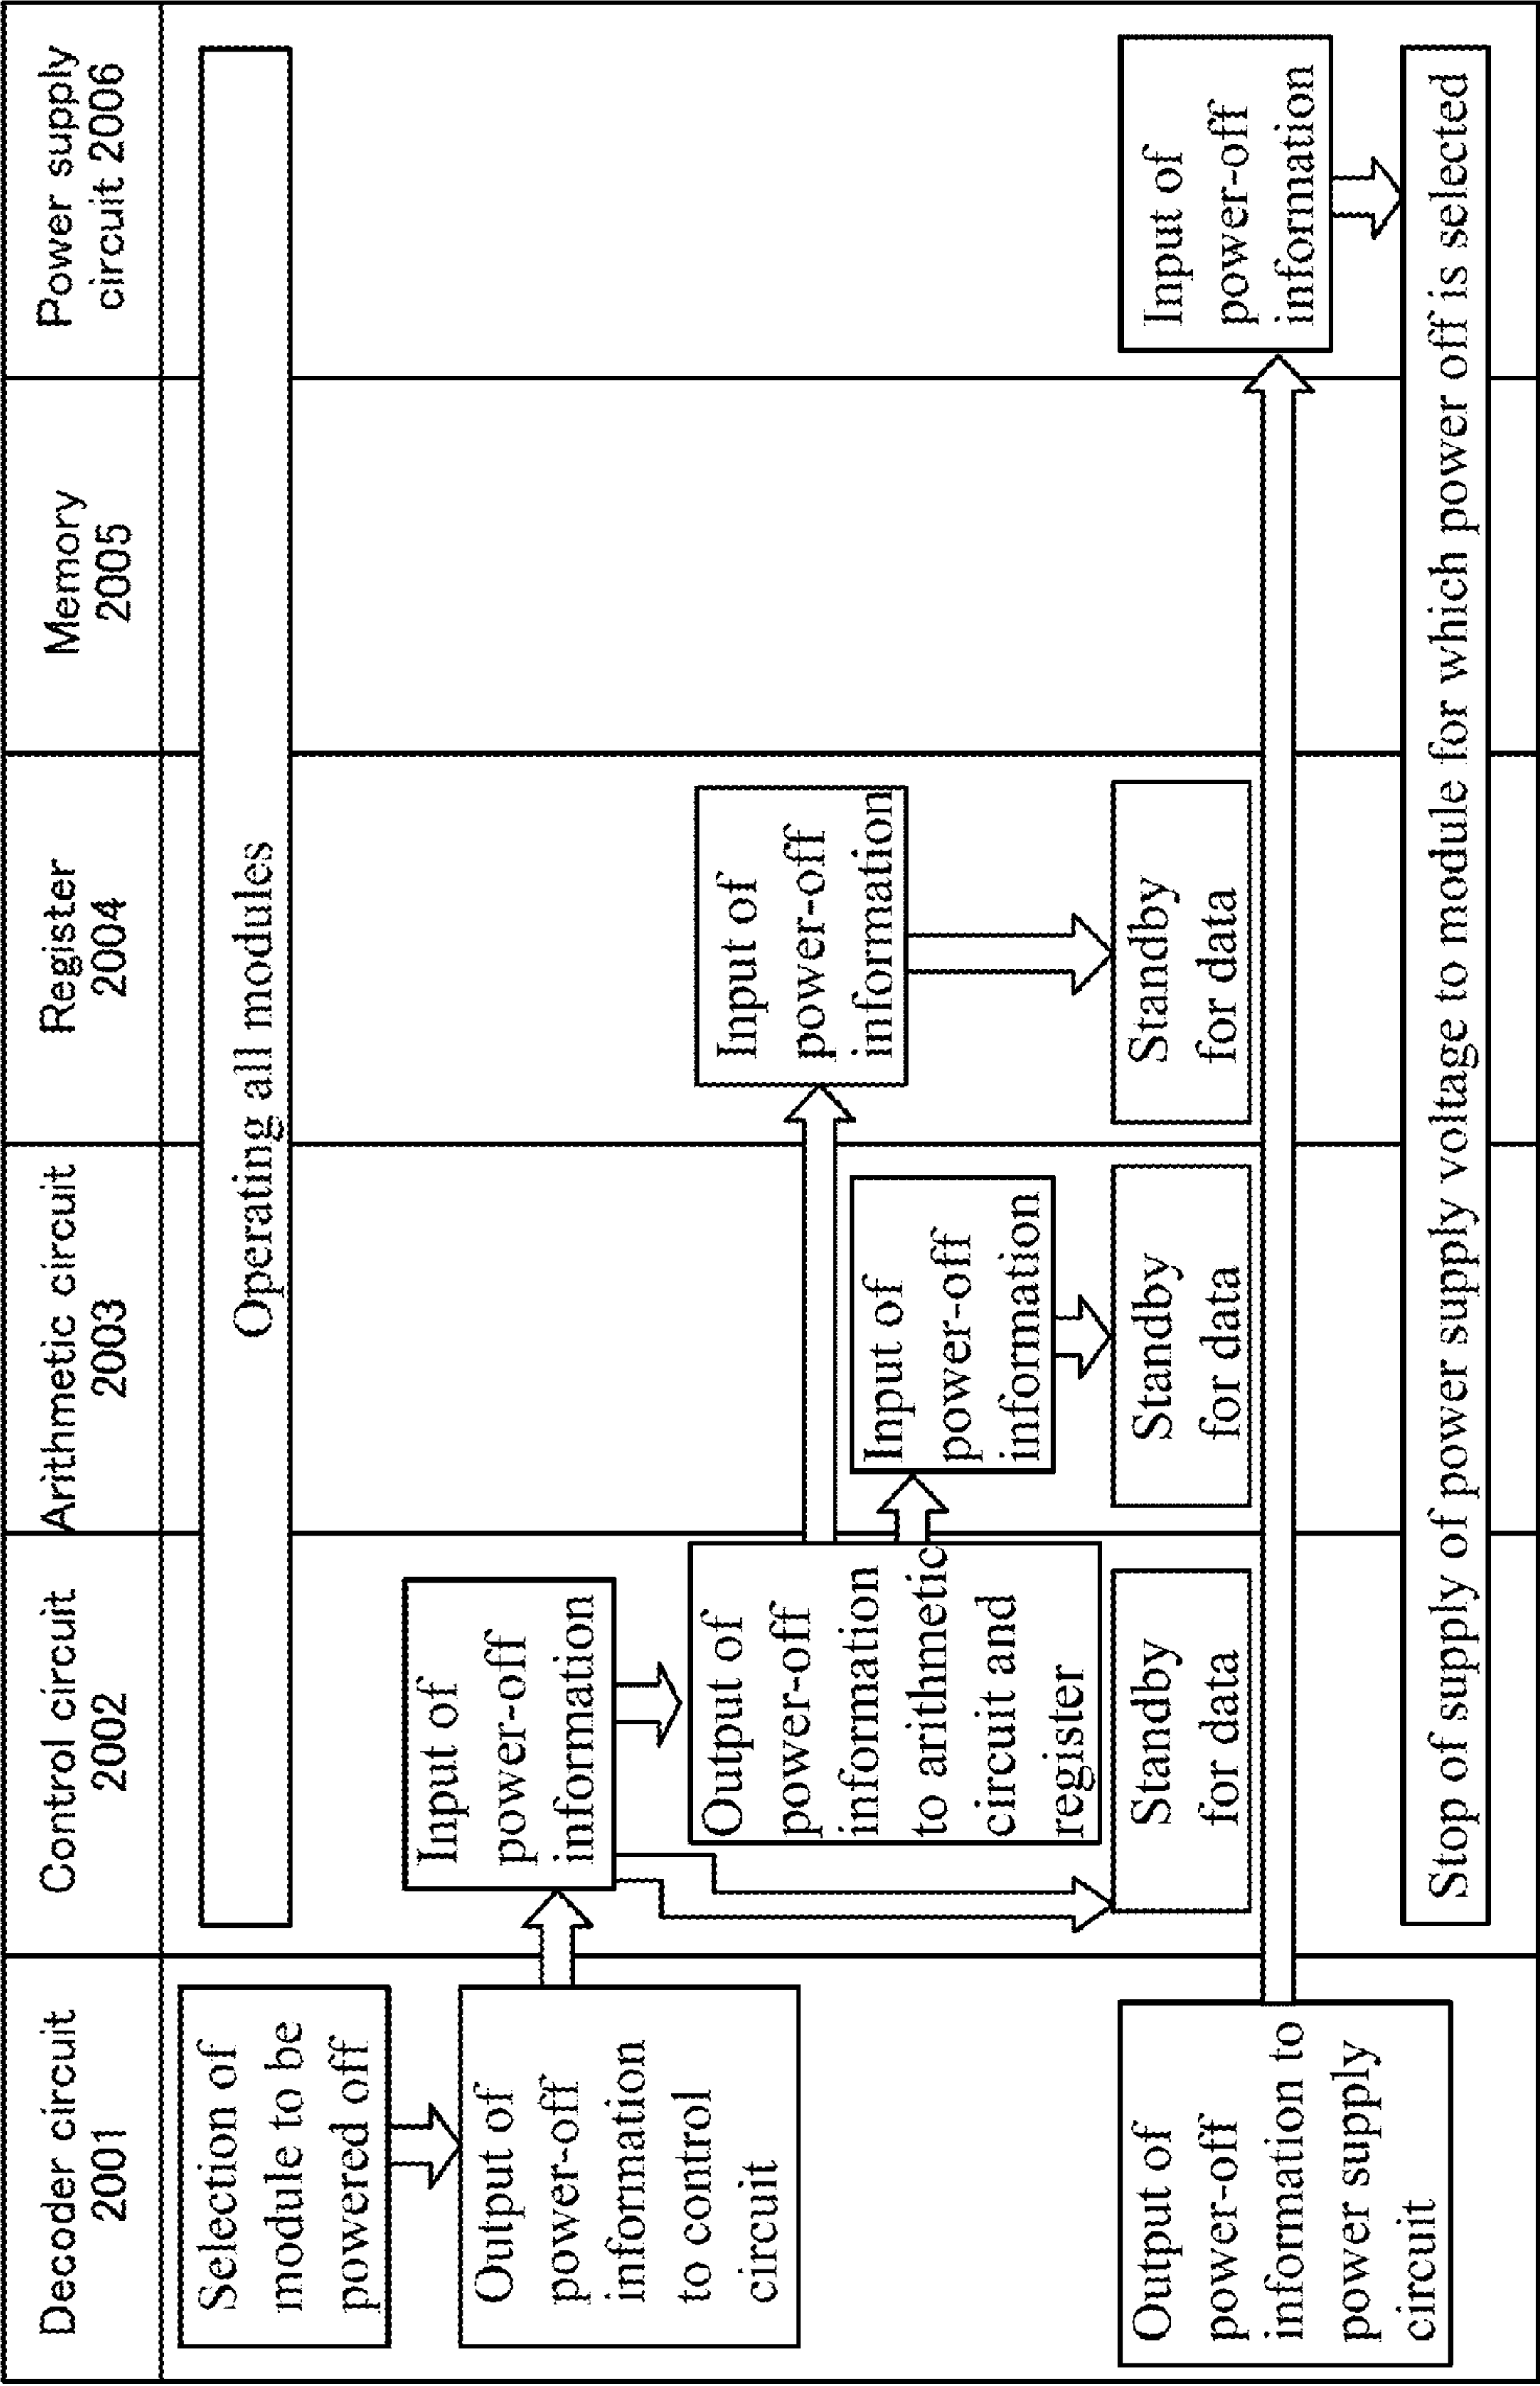 Decoder circuit
2001
Control circuit
2002
Arithmetic circuit
2003
Register
2004
Memory
2005
Power supply
circuit 2006
Selection of
module to be
powered off
Operating all modules
Output of
power-off
information
to control
circuit
Input of
power-off
information
Output of
power-off
information
to arithmetic
circuit and
register
Input of
power-off
information
Input of
power-off
information
Standby
for data
Standby
for data
Standby
for data
Output of
power-off
information to
power supply
circuit
Input of
power-off
information
Stop of supply of power supply voltage to module for which power off is selected